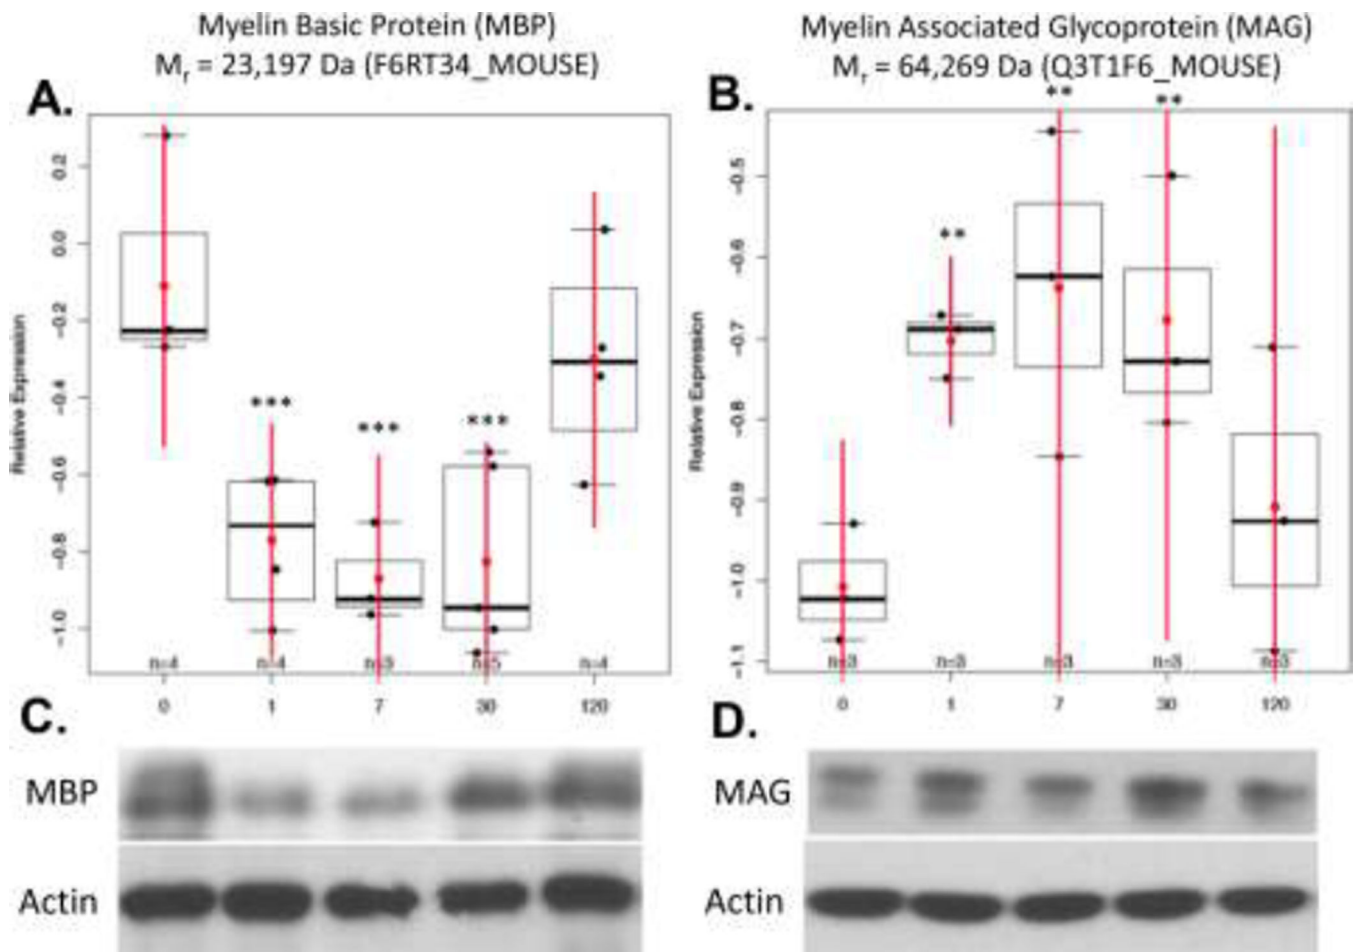 Myelin Basic Protein (MBP)
Mr = 23,197 Da (F6RT34_MOUSE)
Myelin Associated Glycoprotein (MAG)
Mr = 64,269 Da (Q3T1F6_MOUSE)
A.
Relative Expression
0.2
0.0
−0.2
−0.4
−0.6
−0.8
−1.0
***
***
***
n=4
n=4
n=3
n=5
n=4
0
1
7
30
120
B.
Relative Expression
−0.5
−0.6
−0.7
−0.8
−0.9
−1.0
−1.1
**
**
**
n=3
n=3
n=3
n=3
n=3
0
1
7
30
120
C.
MBP
Actin
D.
MAG
Actin